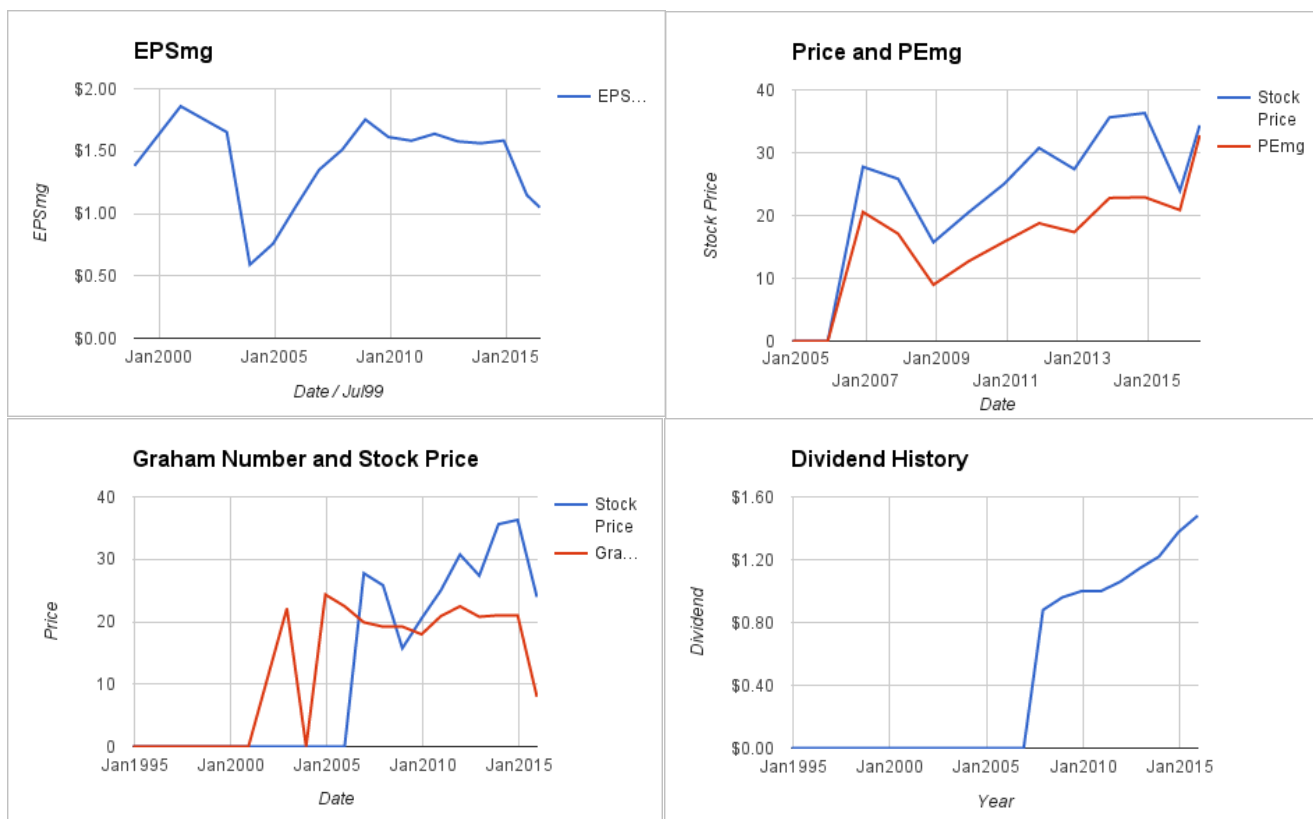 EPSmg
$2.00
$1.50
$1.00
$0.50
$0.00
EPSmg
Jan2000
Jan2005
Jan2010
Jan2015
Date / Jul99
EPS…
Price and PEmg
40
30
20
10
0
Stock Price
Jan2005
Jan2007
Jan2009
Jan2011
Jan2013
Jan2015
Date
Stock
Price
PEmg
Graham Number and Stock Price
40
30
20
10
0
Price
Jan1995
Jan2000
Jan2005
Jan2010
Jan2015
Date
Stock
Price
Gra…
Dividend History
$1.60
$1.20
$0.80
$0.40
$0.00
Dividend
Jan1995
Jan2000
Jan2005
Jan2010
Jan2015
Year